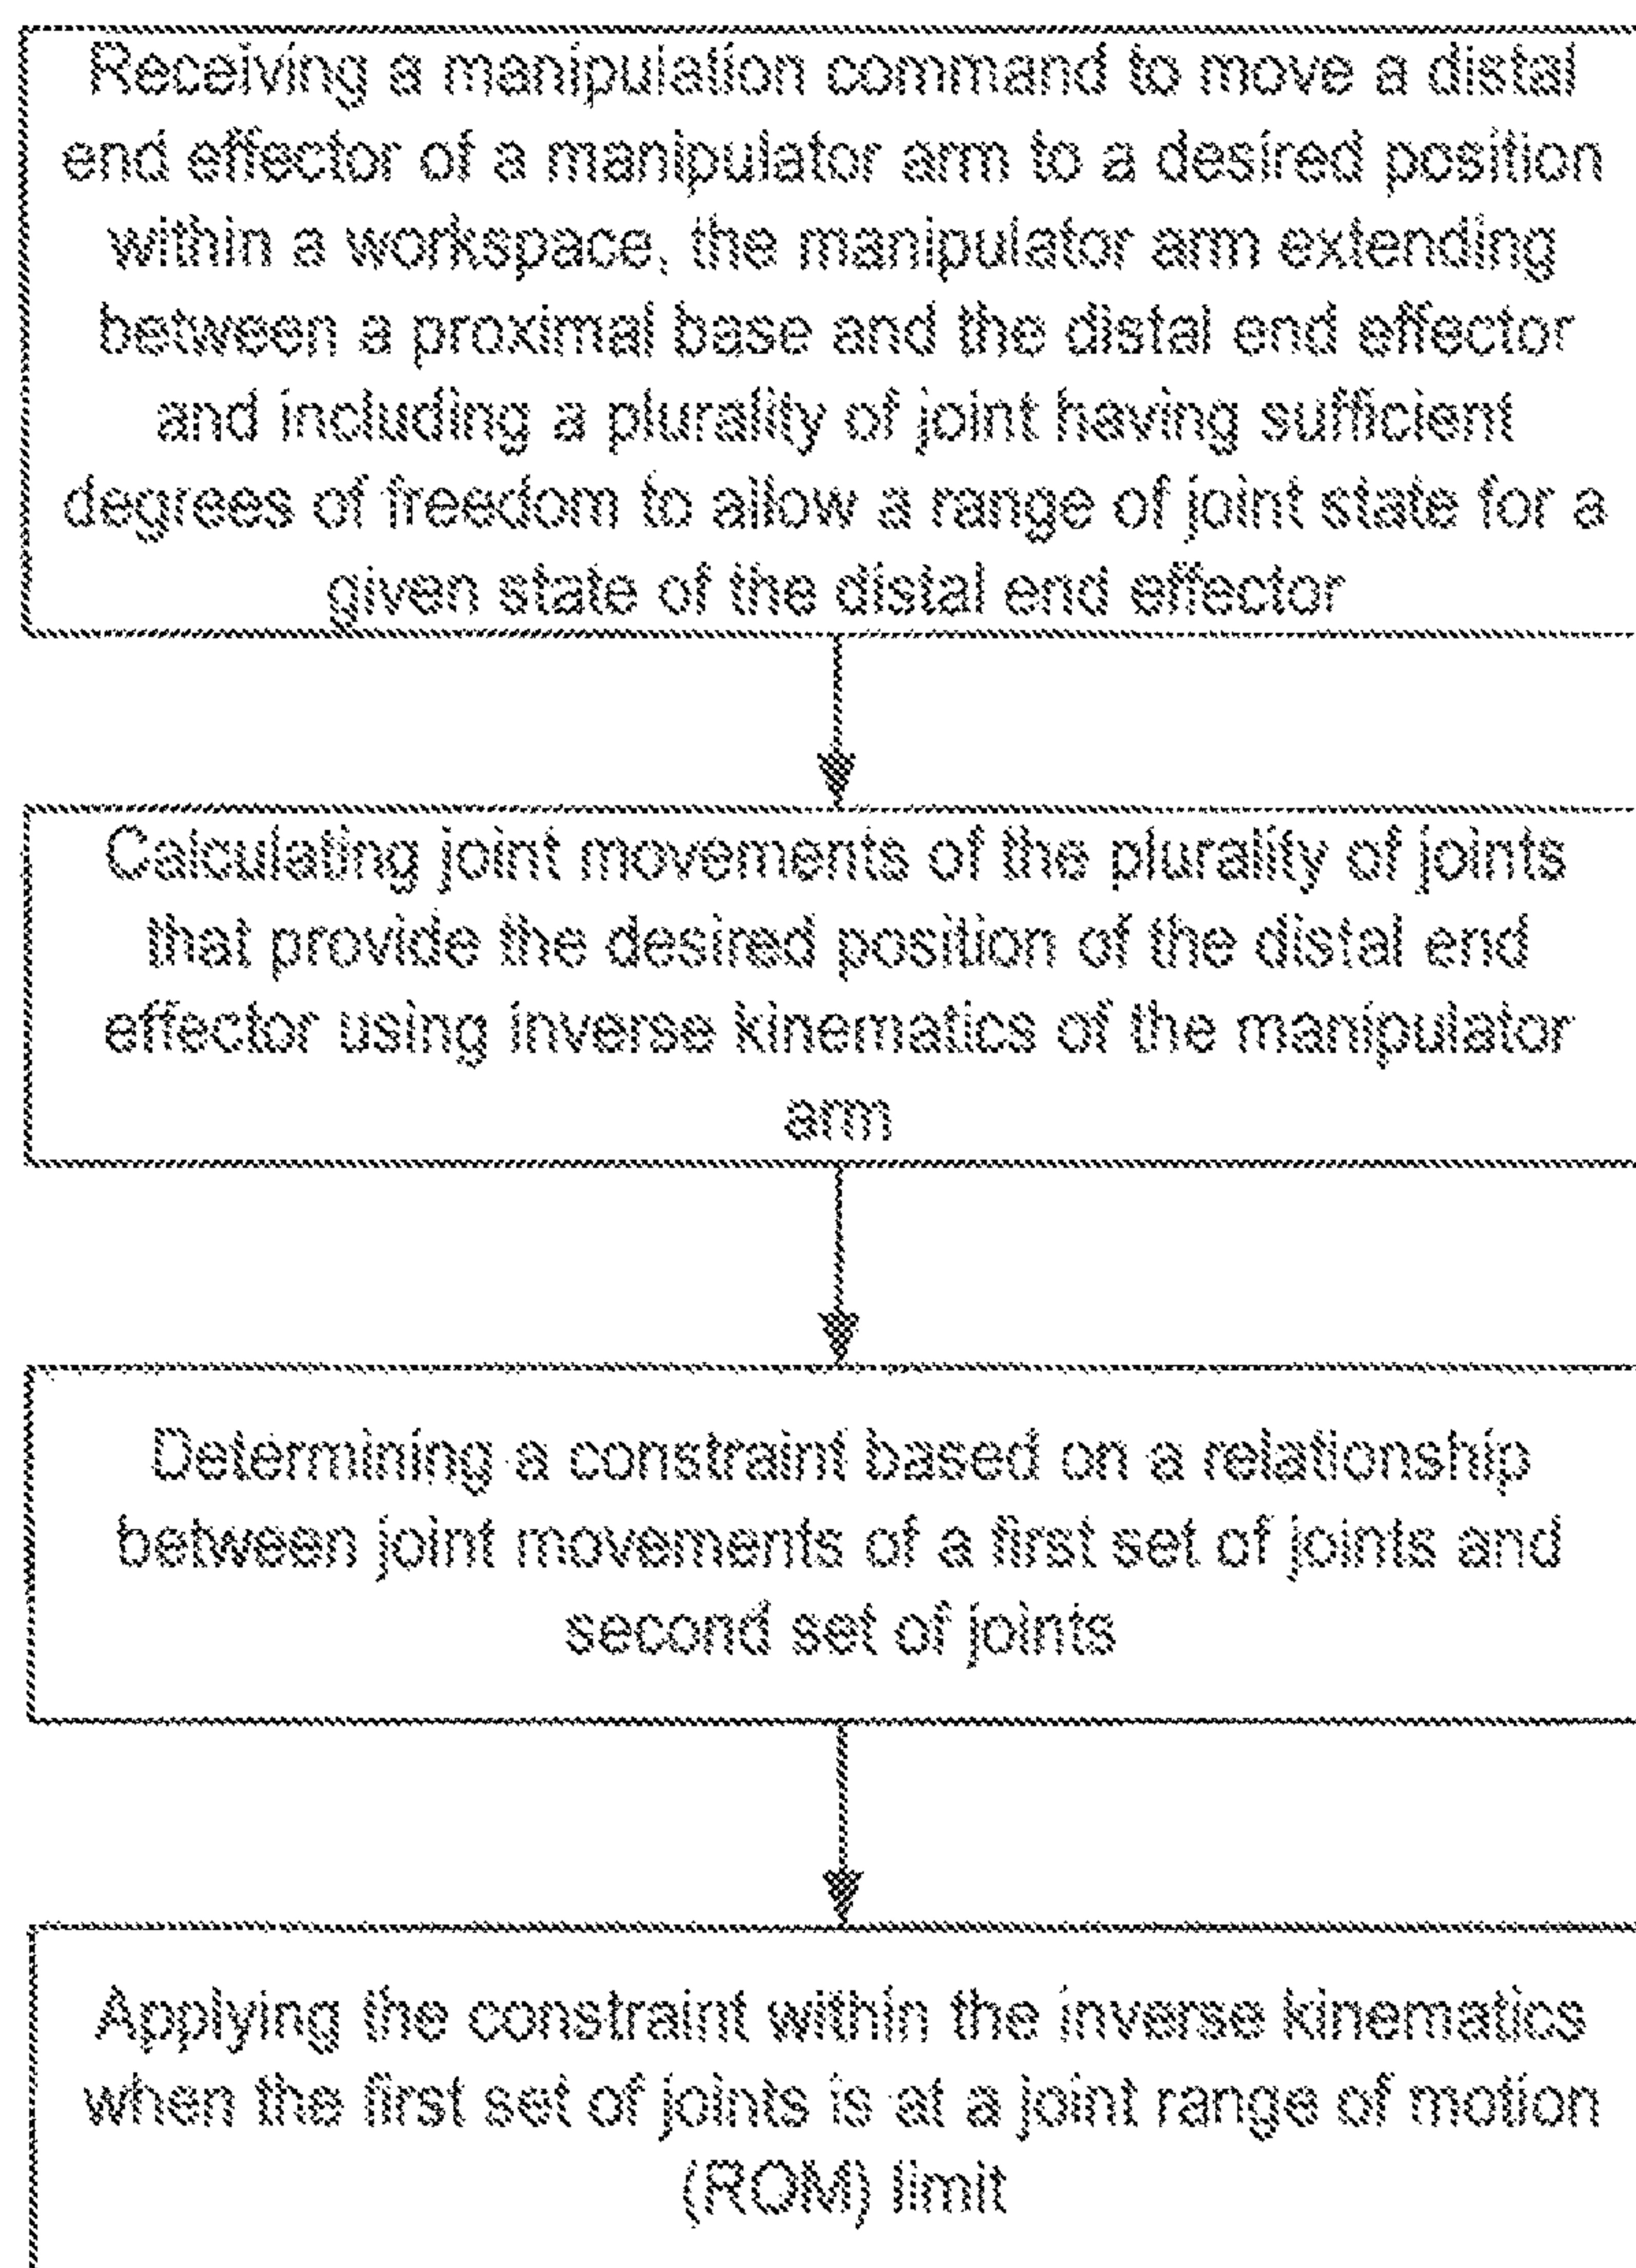 Receiving a manipulation command to move a distal
end effector of a manipulator arm to a desired position
within a workspace, the manipulator arm extending
between a proximal base and the distal end effector
and including a plurality of joint having sufficient
degrees of freedom to allow a range of joint state for a
given state of the distal end effector
Calculating joint movements of the plurality of joints
that provide the desired position of the distal end
effector using inverse kinematics of the manipulator
arm
Determining a constraint based on a relationship
between joint movements of a first set of joints and
second set of joints
Applying the constraint within the inverse kinematics
when the first set of joints is at a joint range of motion
(ROM) limit